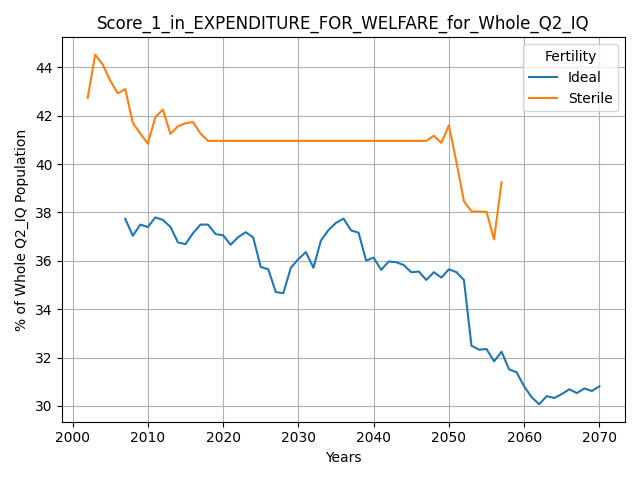 Score_1_in_EXPENDITURE_FOR_WELFARE_for_Whole_Q2_IQ
Fertility
Ideal
Sterile
44
42
40
38
36
34
32
30
% of Whole Q2_IQ Population
2000 2010 2020 2030 2040 2050 2060 2070
Years